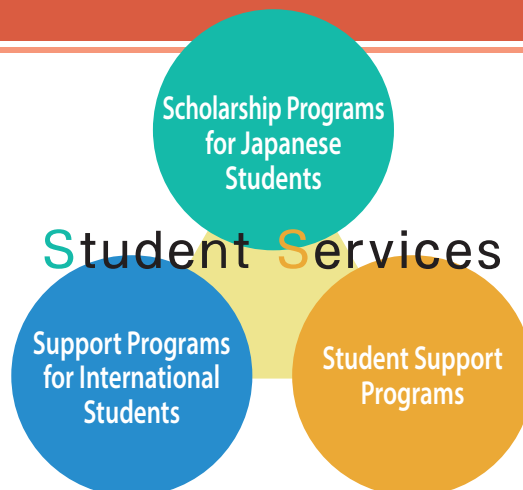 Scholarship Programs
for Japanese
Students
Student Services
Support Programs
for International
Students
Student Support
Programs